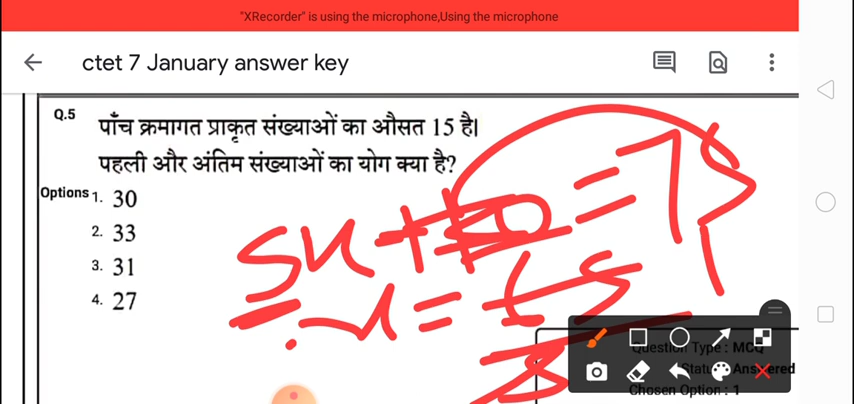 "XRecorder" is using the microphone,Using the microphone
ctet 7 January answer key
Q.5 पाँच क्रमागत प्राकृत संख्याओं का औसत 15 है।
पहली और अंतिम संख्याओं का योग क्या है?
Options 1. 30
2. 33
3. 31
4. 27
5x+10=75
x=65
Question Type : MCQ
Status : Answered
Chosen Option : 1